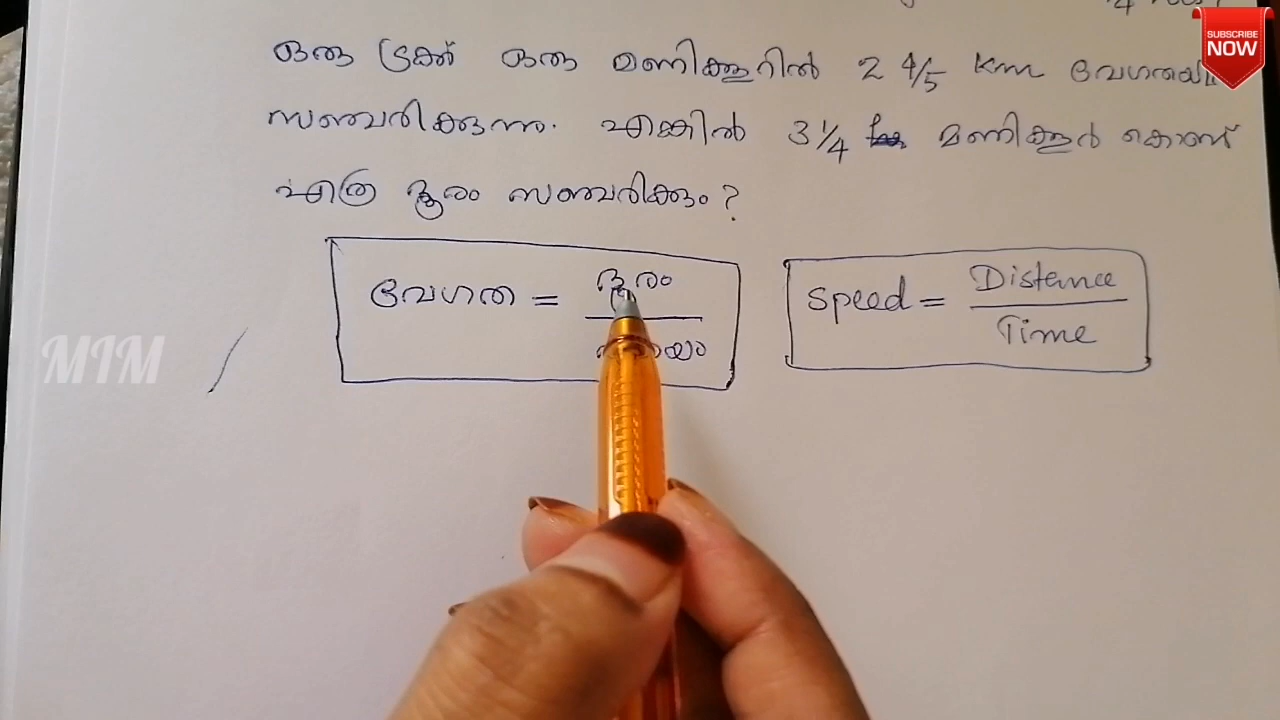 ഒരു ട്രക്ക് ഒരു മണിക്കൂറിൽ 2 4/5 Km വേഗതയിൽ
സഞ്ചരിക്കുന്നു. എങ്കിൽ 3 1/4 മണിക്കൂർ കൊണ്ട്
എത്ര ദൂരം സഞ്ചരിക്കും?
വേഗത = ദൂരം
Speed = Distance
Time
MIM
SUBSCRIBE
NOW